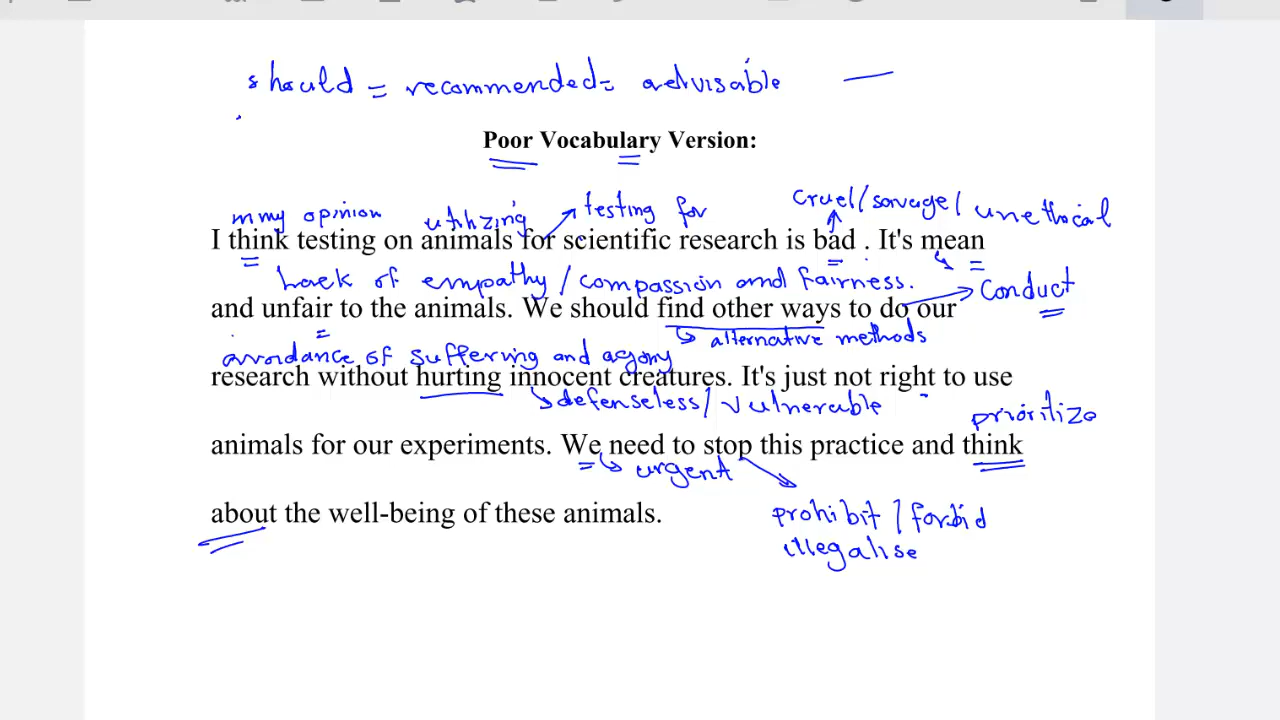 should = recommended = advisable —
Poor Vocabulary Version:
cruel/savage/ unethical
m my opinion utilizing testing for
I think testing on animals for scientific research is bad . It's mean
Lack of empathy / compassion and fairness.
Conduct
and unfair to the animals. We should find other ways to do our
alternative methods
avoidance of suffering and agony
research without hurting innocent creatures. It's just not right to use
defenseless / vulnerable
prioritize
animals for our experiments. We need to stop this practice and think
urgent
about the well-being of these animals.
prohibit / forbid
illegalise